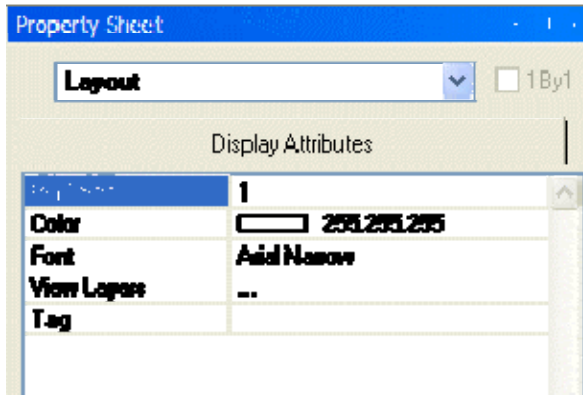 Property Sheet
Layout
1By1
Display Attributes
1
Color 255,255,255
Font Arial Narrow
View Layers ...
Tag